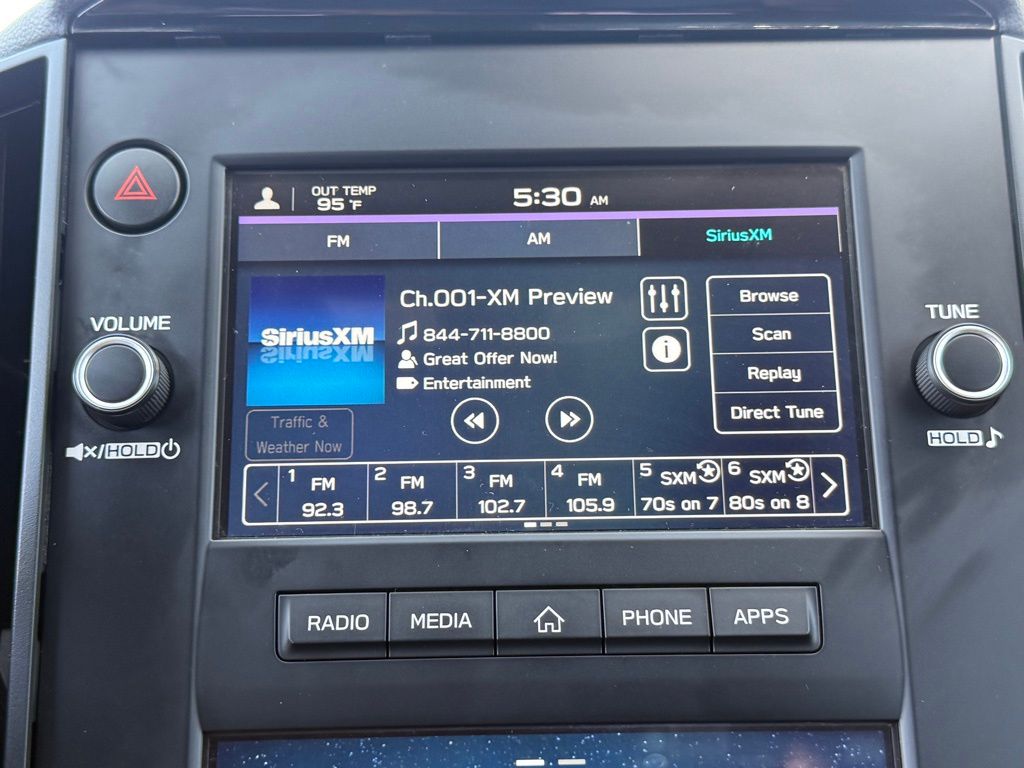 OUT TEMP
95 °F
5:30 AM
FM
AM
SiriusXM
SiriusXM
Ch.001-XM Preview
844-711-8800
Great Offer Now!
Entertainment
Traffic &
Weather Now
Browse
Scan
Replay
Direct Tune
1 FM
92.3
2 FM
98.7
3 FM
102.7
4 FM
105.9
5 SXM
70s on 7
6 SXM
80s on 8
VOLUME
/HOLD
TUNE
HOLD
RADIO
MEDIA
PHONE
APPS